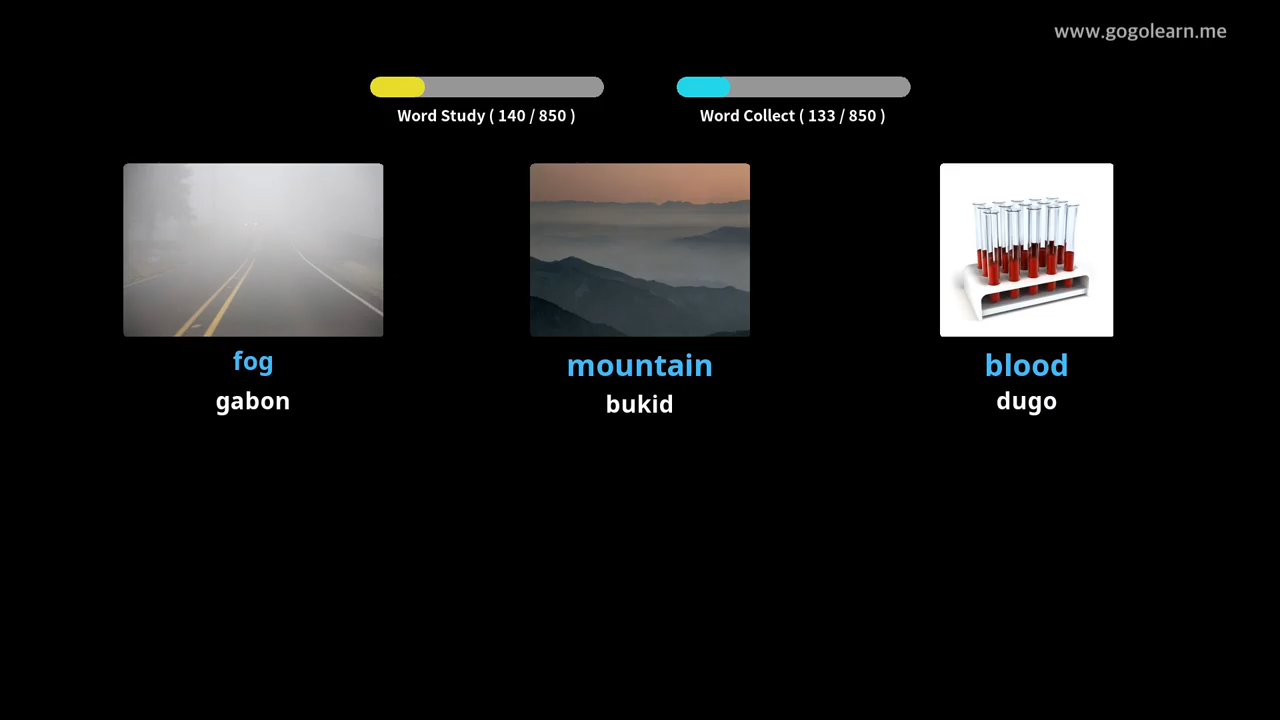 www.gogolearn.me
Word Study ( 140 / 850 )
Word Collect ( 133 / 850 )
fog
gabon
mountain
bukid
blood
dugo